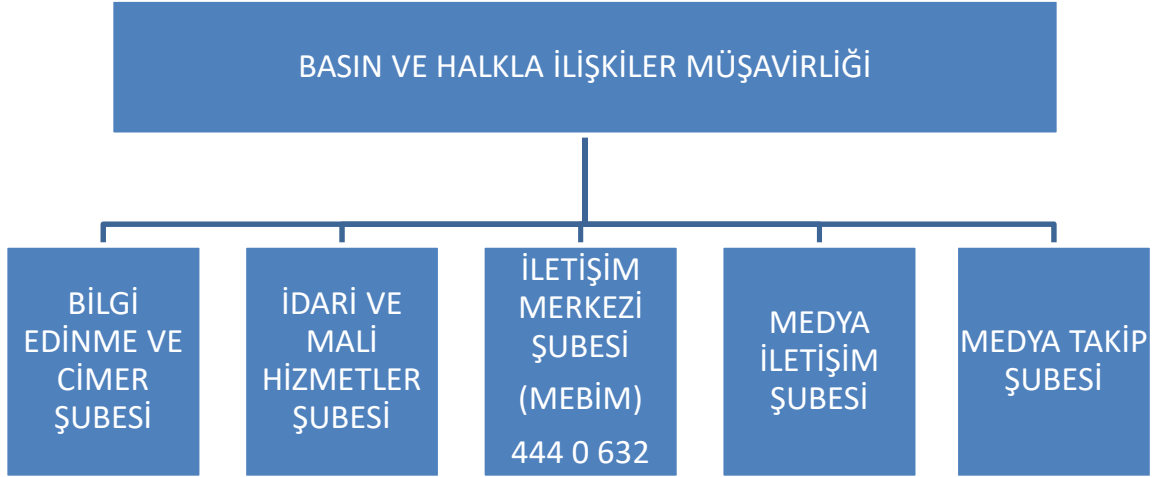 BASIN VE HALKLA İLİŞKİLER MÜŞAVİRLİĞİ
BİLGİ
EDİNME VE
CİMER
ŞUBESİ
İDARİ VE
MALİ
HİZMETLER
ŞUBESİ
İLETİŞİM
MERKEZİ
ŞUBESİ
(MEBİM)
444 0 632
MEDYA
İLETİŞİM
ŞUBESİ
MEDYA TAKİP
ŞUBESİ